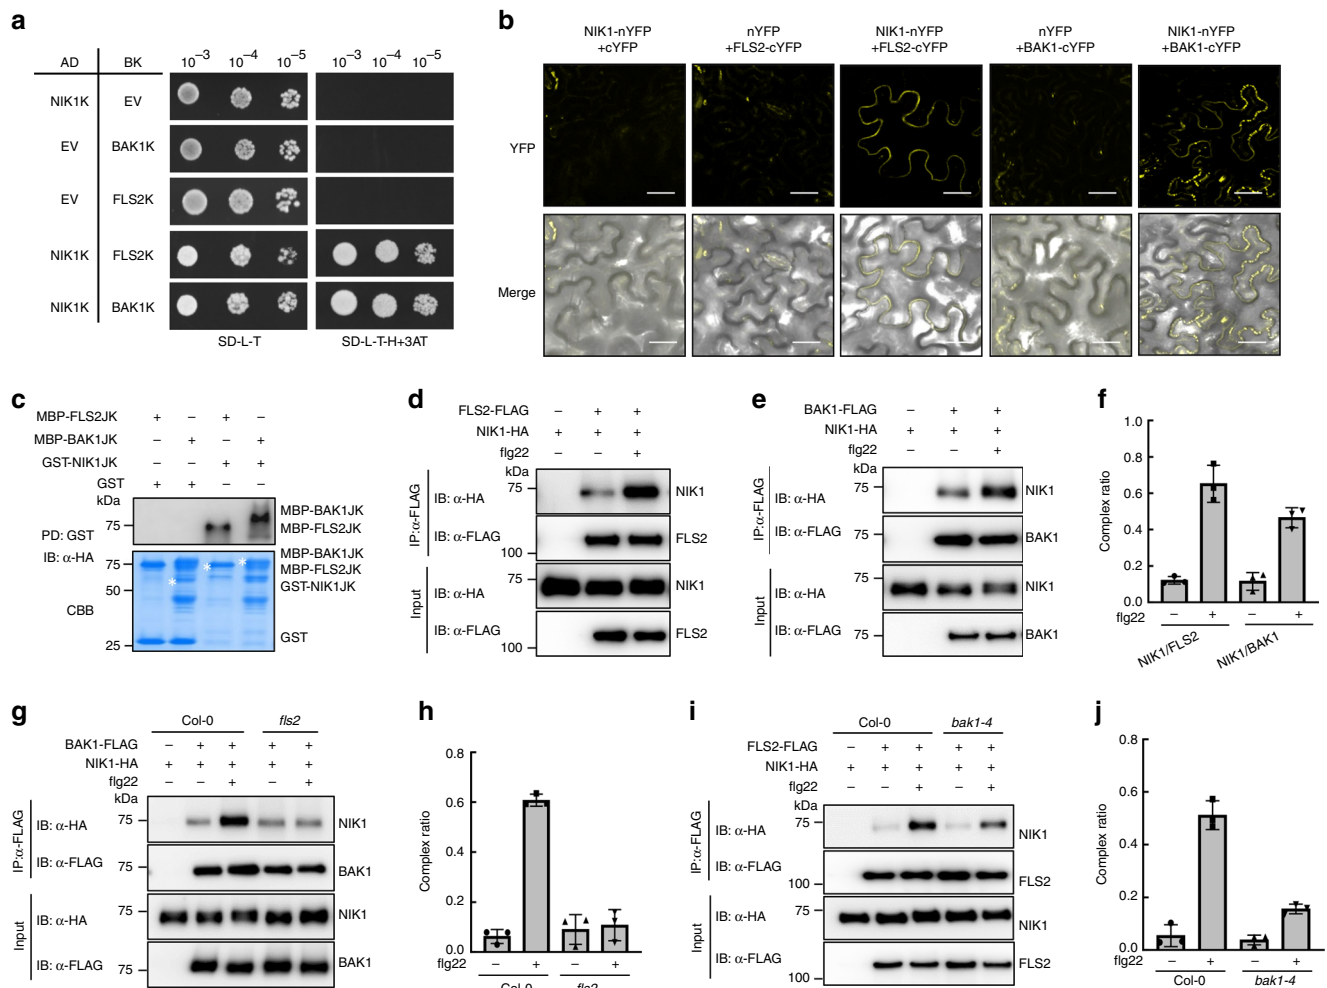 a
AD BK 10–3 10–4 10–5 10–3 10–4 10–5
NIK1K EV
EV BAK1K
EV FLS2K
NIK1K FLS2K
NIK1K BAK1K
SD-L-T SD-L-T-H+3AT
b
NIK1-nYFP +cYFP
nYFP +FLS2-cYFP
NIK1-nYFP +FLS2-cYFP
nYFP +BAK1-cYFP
NIK1-nYFP +BAK1-cYFP
YFP
Merge
c
MBP-FLS2JK + – + –
MBP-BAK1JK – + – +
GST-NIK1JK – – + +
GST + + – –
kDa
PD: GST
IB: α-HA
75
MBP-BAK1JK
MBP-FLS2JK
CBB
75
50
25
* * *
MBP-BAK1JK
MBP-FLS2JK
GST-NIK1JK
GST
d
FLS2-FLAG – + +
NIK1-HA + + +
flg22 +
kDa
IP:α-FLAG
IB: α-HA 75 NIK1
IB: α-FLAG 100 FLS2
Input
IB: α-HA 75 NIK1
IB: α-FLAG 100 FLS2
e
BAK1-FLAG – + +
NIK1-HA + + +
flg22 – – +
kDa
IP:α-FLAG
IB: α-HA 75 NIK1
IB: α-FLAG 75 BAK1
Input
IB: α-HA 75 NIK1
IB: α-FLAG 75 BAK1
f
Complex ratio
1.0
0.8
0.6
0.4
0.2
0.0
flg22 – + – +
NIK1/FLS2 NIK1/BAK1
g
Col-0 fls2
BAK1-FLAG – + + + +
NIK1-HA + + + + +
flg22 – – + – +
kDa
IP:α-FLAG
IB: α-HA 75 NIK1
IB: α-FLAG 75 BAK1
Input
IB: α-HA 75 NIK1
IB: α-FLAG 75 BAK1
h
Complex ratio
0.8
0.6
0.4
0.2
0.0
flg22 – + – +
Col-0 fls2
i
Col-0 bak1-4
FLS2-FLAG – + + – +
NIK1-HA + + + + +
flg22 – – + – +
kDa
IP:α-FLAG
IB: α-HA 75 NIK1
IB: α-FLAG 100 FLS2
Input
IB: α-HA 75 NIK1
IB: α-FLAG 100 FLS2
j
Complex ratio
0.8
0.6
0.4
0.2
0.0
flg22 – + – +
Col-0 bak1-4